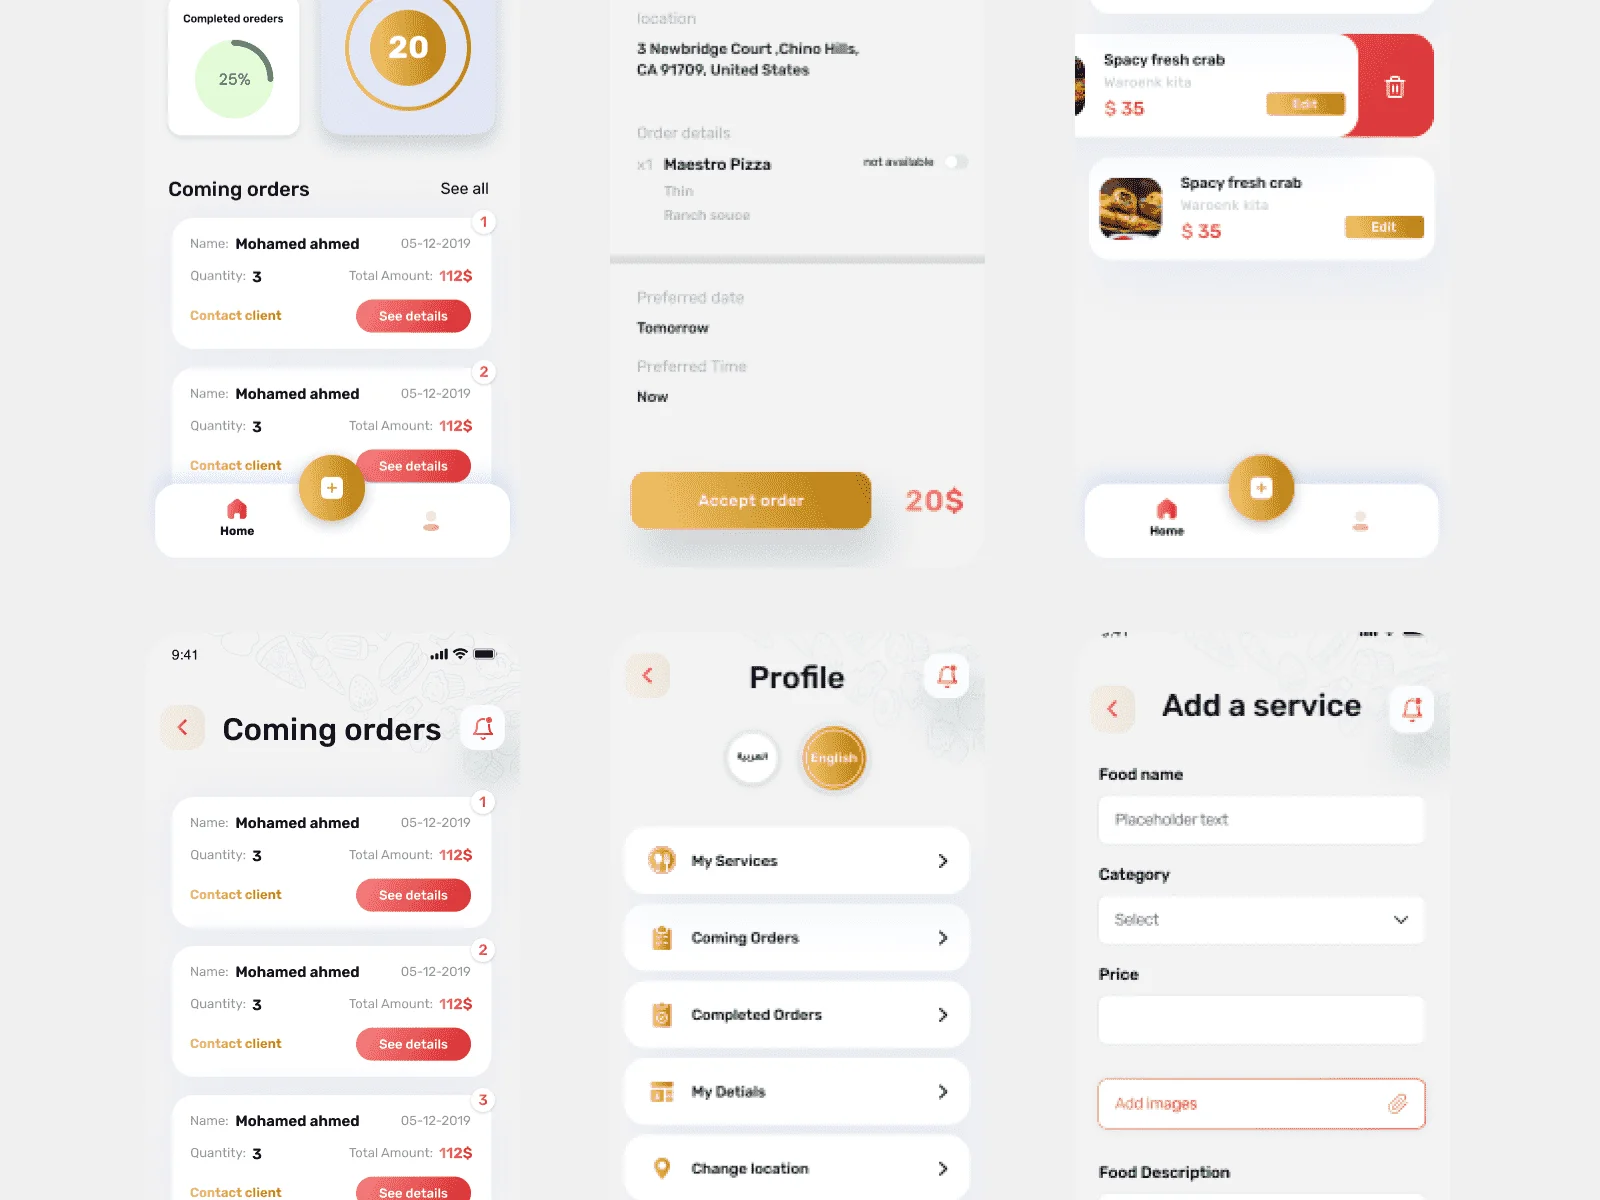 Completed oreders
25%
20
Coming orders
See all
1
Name: Mohamed ahmed
05-12-2019
Quantity: 3
Total Amount: 112$
Contact client
See details
2
Name: Mohamed ahmed
05-12-2019
Quantity: 3
Total Amount: 112$
Contact client
See details
Home
location
3 Newbridge Court ,Chino Hills,
CA 91709, United States
Order details
x1 Maestro Pizza
not available
Thin
Ranch souce
Preferred date
Tomorrow
Preferred Time
Now
Accept order
20$
Spacy fresh crab
Waroenk kita
$ 35
Edit
Spacy fresh crab
Waroenk kita
$ 35
Edit
Home
9:41
Coming orders
1
Name: Mohamed ahmed
05-12-2019
Quantity: 3
Total Amount: 112$
Contact client
See details
2
Name: Mohamed ahmed
05-12-2019
Quantity: 3
Total Amount: 112$
Contact client
See details
3
Name: Mohamed ahmed
05-12-2019
Quantity: 3
Total Amount: 112$
Contact client
See details
Profile
العربية
English
My Services
Coming Orders
Completed Orders
My Detials
Change location
9:41
Add a service
Food name
Placeholder text
Category
Select
Price
Add images
Food Description